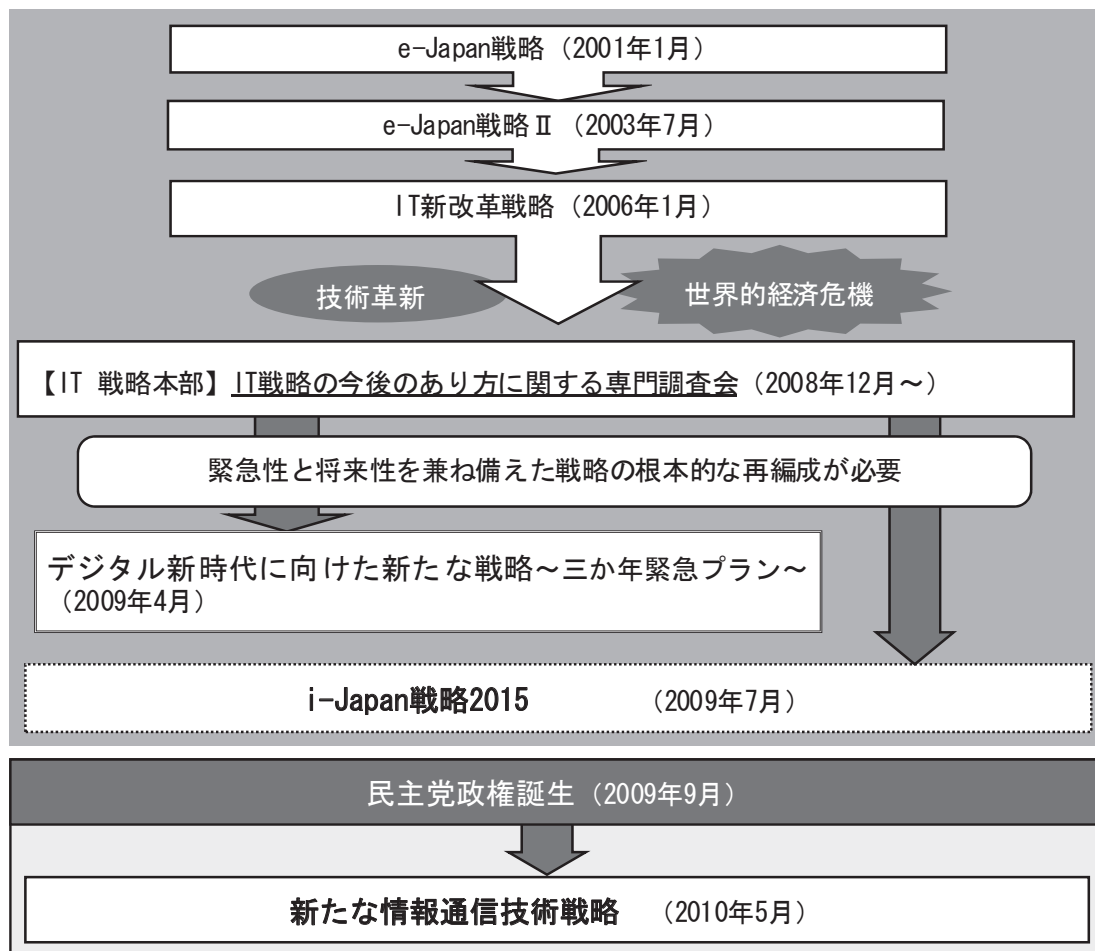 e-Japan戦略（2001年1月）
e-Japan戦略Ⅱ（2003年7月）
IT新改革戦略（2006年1月）
技術革新
世界的経済危機
【IT 戦略本部】IT戦略の今後のあり方に関する専門調査会（2008年12月～）
緊急性と将来性を兼ね備えた戦略の根本的な再編成が必要
デジタル新時代に向けた新たな戦略～三か年緊急プラン～
（2009年4月）
i-Japan戦略2015 （2009年7月）
民主党政権誕生（2009年9月）
新たな情報通信技術戦略 （2010年5月）